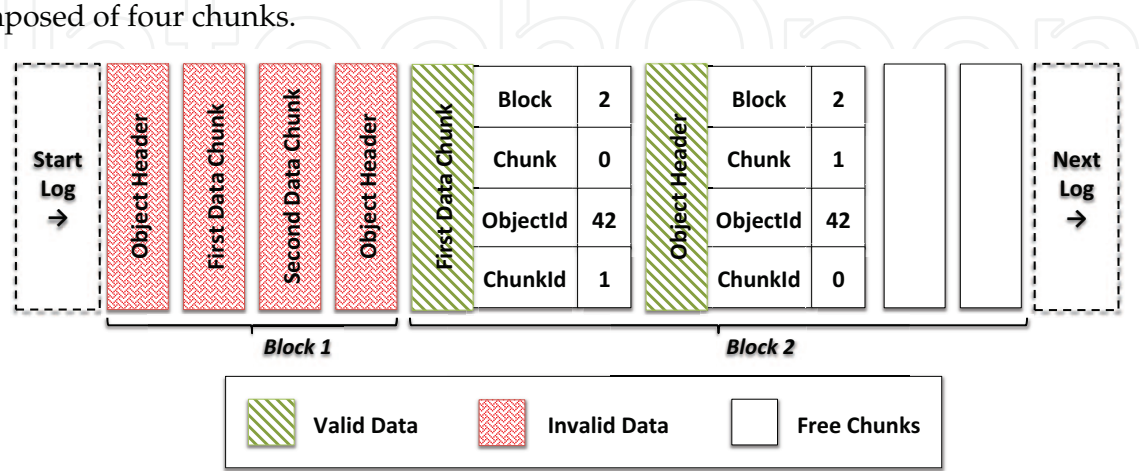 nposed of four chunks.
Start
Log
→
Object Header
First Data Chunk
Second Data Chunk
Object Header
First Data Chunk
Block 2
Chunk 0
ObjectId 42
ChunkId 1
Object Header
Block 2
Chunk 1
ObjectId 42
ChunkId 0
Next
Log
→
Block 1
Block 2
Valid Data
Invalid Data
Free Chunks